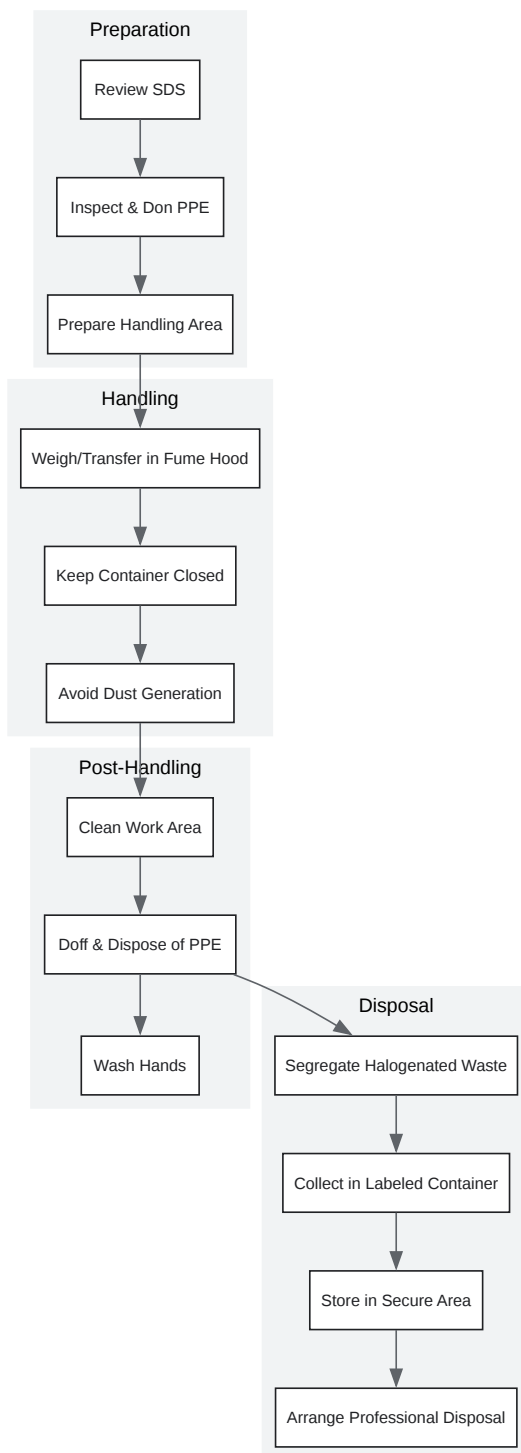 Preparation
Review SDS
Inspect & Don PPE
Prepare Handling Area
Handling
Weigh/Transfer in Fume Hood
Keep Container Closed
Avoid Dust Generation
Post-Handling
Clean Work Area
Doff & Dispose of PPE
Wash Hands
Disposal
Segregate Halogenated Waste
Collect in Labeled Container
Store in Secure Area
Arrange Professional Disposal